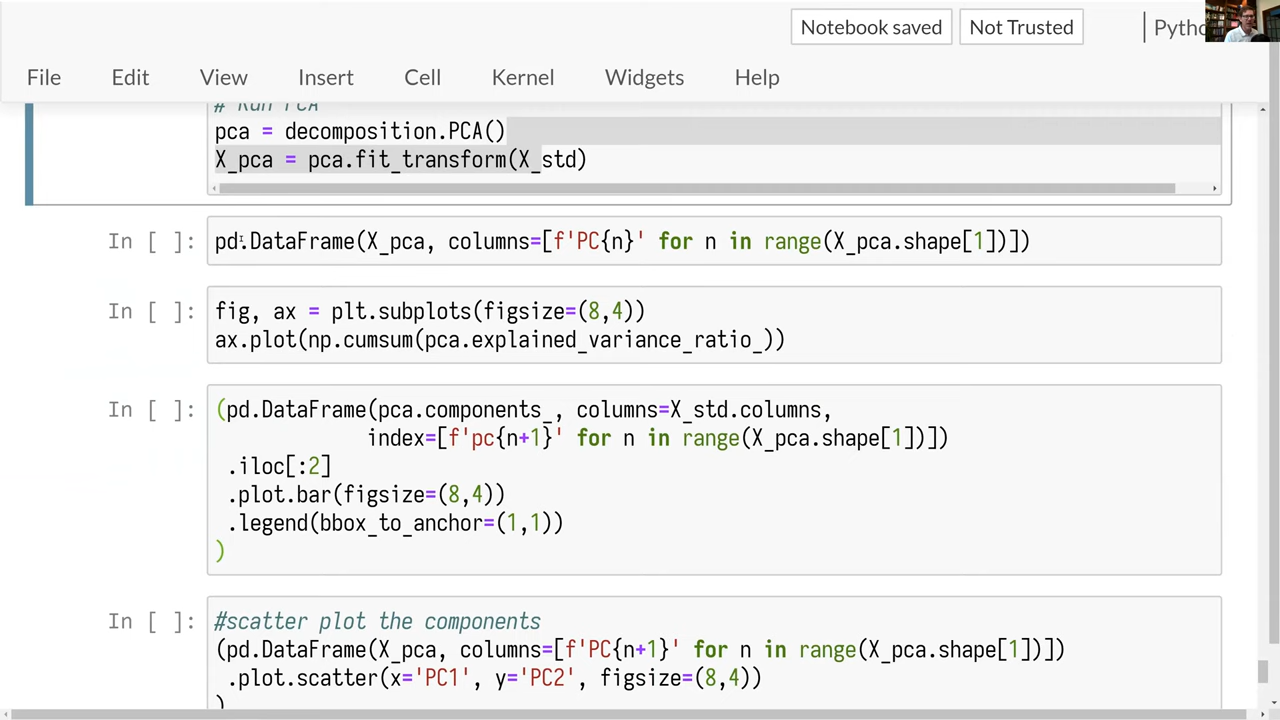 Notebook saved
Not Trusted
File
Edit
View
Insert
Cell
Kernel
Widgets
Help
# Run PCA
pca = decomposition.PCA()
X_pca = pca.fit_transform(X_std)
In [ ]:
pd.DataFrame(X_pca, columns=[f'PC{n}' for n in range(X_pca.shape[1])])
In [ ]:
fig, ax = plt.subplots(figsize=(8,4))
ax.plot(np.cumsum(pca.explained_variance_ratio_))
In [ ]:
(pd.DataFrame(pca.components_, columns=X_std.columns,
index=[f'pc{n+1}' for n in range(X_pca.shape[1])])
.iloc[:2]
.plot.bar(figsize=(8,4))
.legend(bbox_to_anchor=(1,1))
)
In [ ]:
#scatter plot the components
(pd.DataFrame(X_pca, columns=[f'PC{n+1}' for n in range(X_pca.shape[1])])
.plot.scatter(x='PC1', y='PC2', figsize=(8,4))
)